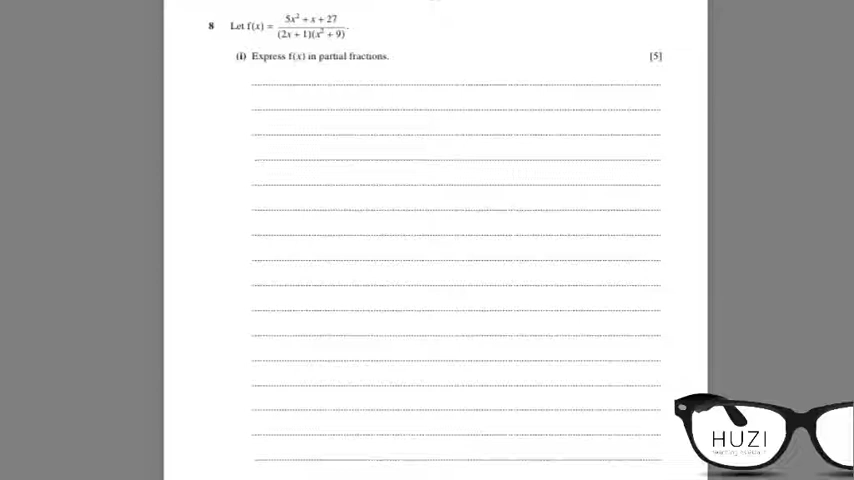 8 Let f(x) = (5x² + x + 27)/((2x + 1)(x² + 9)).
(i) Express f(x) in partial fractions. [5]
HUZI